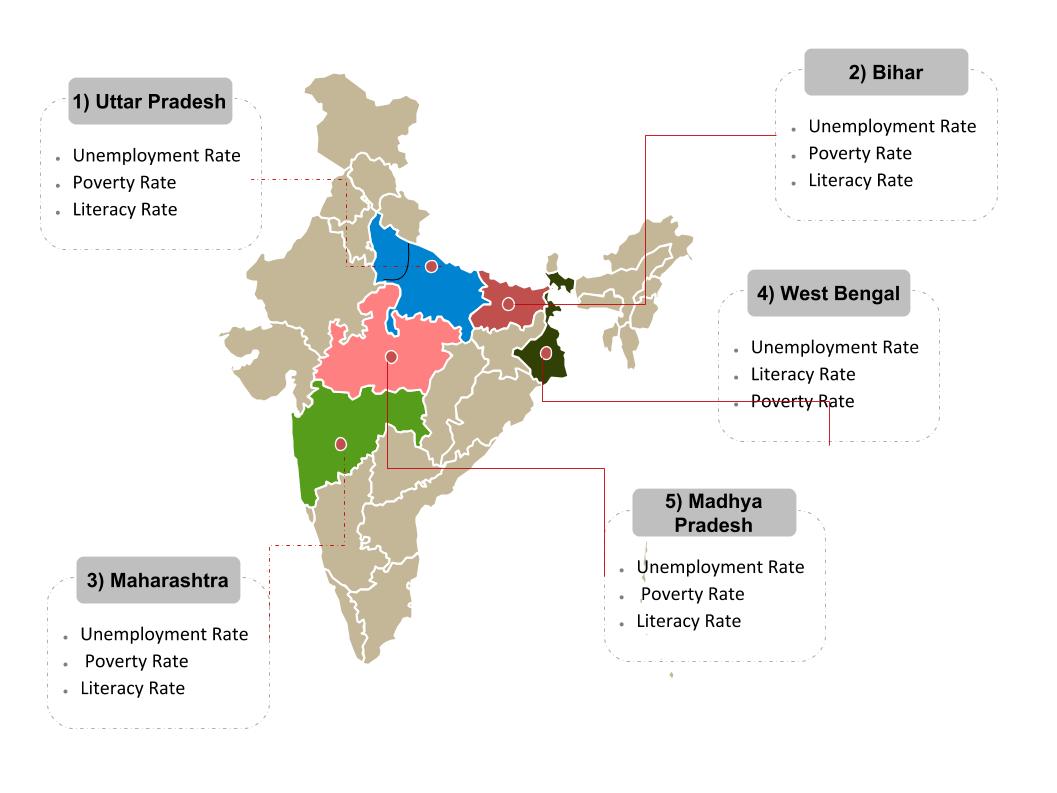 1) Uttar Pradesh
• Unemployment Rate
• Poverty Rate
• Literacy Rate
2) Bihar
• Unemployment Rate
• Poverty Rate
• Literacy Rate
3) Maharashtra
• Unemployment Rate
• Poverty Rate
• Literacy Rate
4) West Bengal
• Unemployment Rate
• Literacy Rate
• Poverty Rate
5) Madhya
Pradesh
• Unemployment Rate
• Poverty Rate
• Literacy Rate